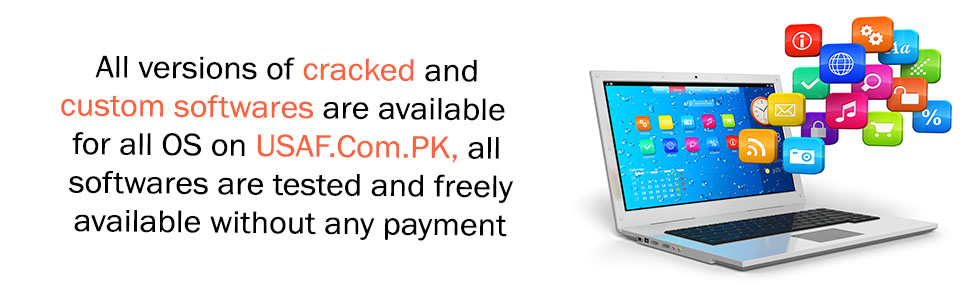 All versions of cracked and
custom softwares are available
for all OS on USAF.Com.PK, all
softwares are tested and freely
available without any payment
Aa
%